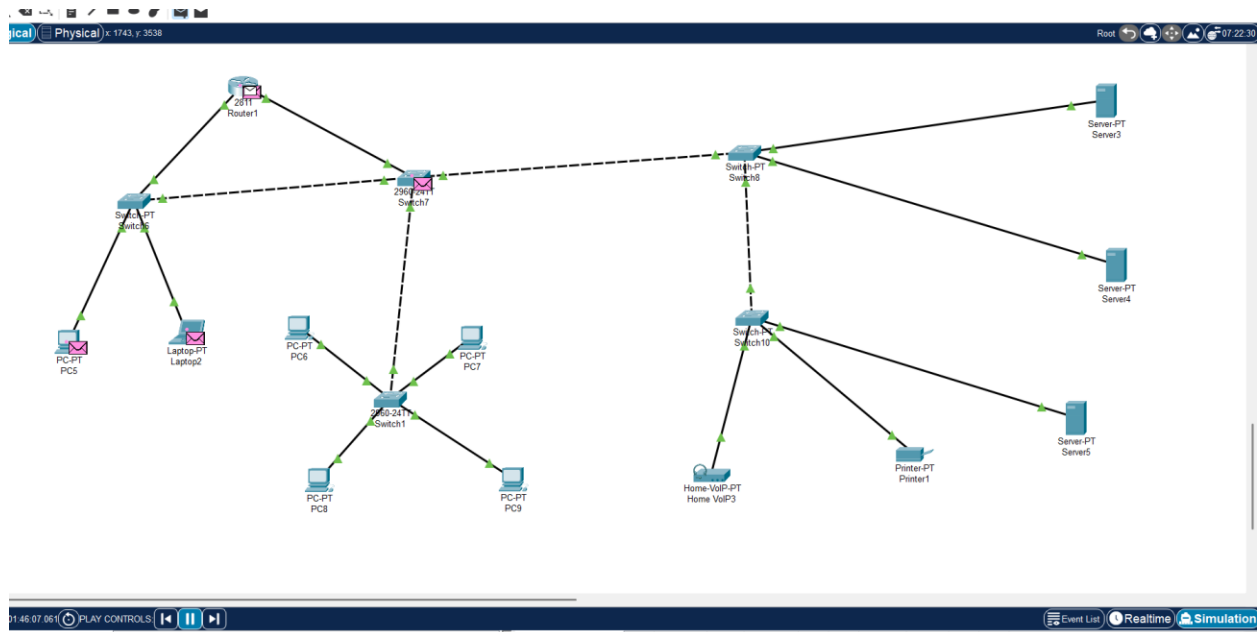 ical Physical x: 1743, y: 3538 Root 07:22:30
2811
Router1
Server-PT
Server3
Switch-PT
Switch8
2960-24TT
Switch7
Switch-PT
PC-PT
PC5
Laptop-PT
Laptop2
PC-PT
PC6
PC-PT
PC7
Server-PT
Server4
Switch-PT
Switch10
2960-24TT
Switch1
PC-PT
PC8
PC-PT
PC9
Server-PT
Server5
Printer-PT
Printer1
Home-VoIP-PT
Home VoIP3
01:46:07.061 PLAY CONTROLS: Event List Realtime Simulation